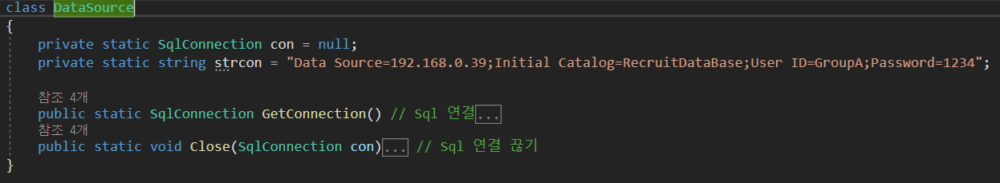 class DataSource
{
private static SqlConnection con = null;
private static string strcon = "Data Source=192.168.0.39;Initial Catalog=RecruitDataBase;User ID=GroupA;Password=1234";
참조 4개
public static SqlConnection GetConnection() // Sql 연결...
참조 4개
public static void Close(SqlConnection con)... // Sql 연결 끊기
}